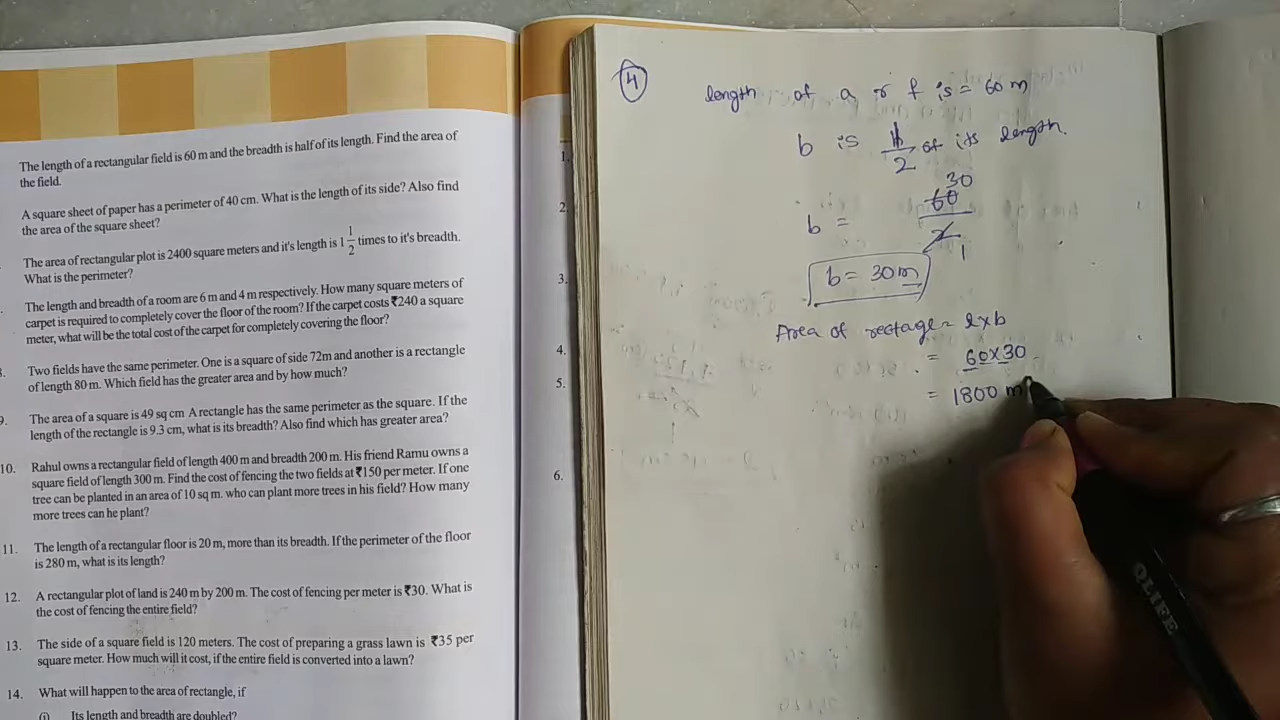 The length of a rectangular field is 60 m and the breadth is half of its length. Find the area of
the field.
A square sheet of paper has a perimeter of 40 cm. What is the length of its side? Also find
the area of the square sheet?
The area of rectangular plot is 2400 square meters and it's length is 1 1/2 times to it's breadth.
What is the perimeter?
The length and breadth of a room are 6 m and 4 m respectively. How many square meters of
carpet is required to completely cover the floor of the room? If the carpet costs ₹240 a square
meter, what will be the total cost of the carpet for completely covering the floor?
Two fields have the same perimeter. One is a square of side 72m and another is a rectangle
of length 80 m. Which field has the greater area and by how much?
9. The area of a square is 49 sq cm A rectangle has the same perimeter as the square. If the
length of the rectangle is 9.3 cm, what is its breadth? Also find which has greater area?
10. Rahul owns a rectangular field of length 400 m and breadth 200 m. His friend Ramu owns a
square field of length 300 m. Find the cost of fencing the two fields at ₹150 per meter. If one
tree can be planted in an area of 10 sq m. who can plant more trees in his field? How many
more trees can he plant?
11. The length of a rectangular floor is 20 m, more than its breadth. If the perimeter of the floor
is 280 m, what is its length?
12. A rectangular plot of land is 240 m by 200 m. The cost of fencing per meter is ₹30. What is
the cost of fencing the entire field?
13. The side of a square field is 120 meters. The cost of preparing a grass lawn is ₹35 per
square meter. How much will it cost, if the entire field is converted into a lawn?
14. What will happen to the area of rectangle, if
(i) Its length and breadth are doubled?
1.
2.
3.
4.
5.
6.
4
length of a r f is = 60 m
b is 1/2 of its length.
30
b = 60/2
1
b = 30 m
Area of rectagle = l x b
= 60 x 30
= 1800 m
QLIFE